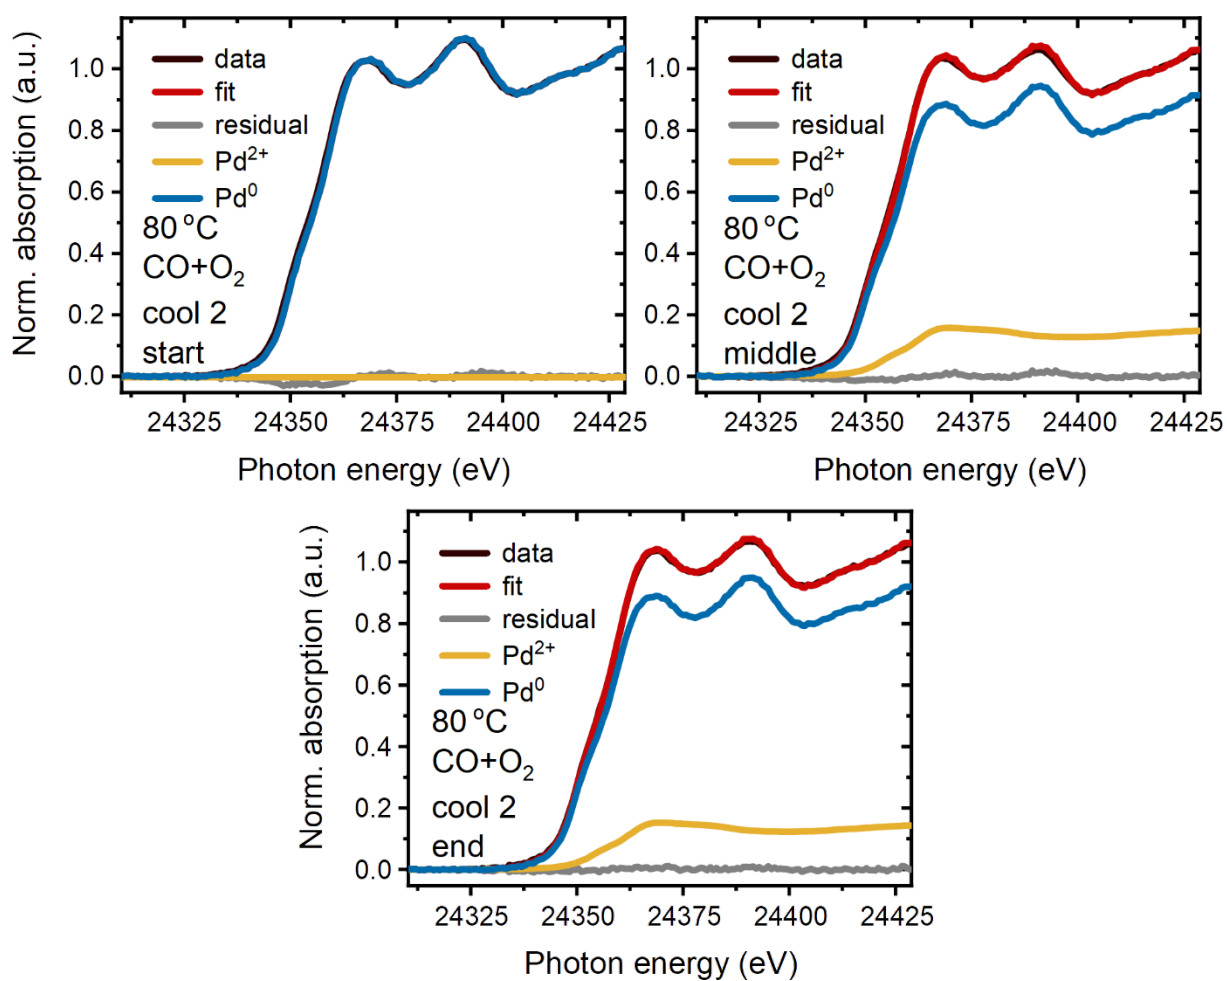 Norm. absorption (a.u.)
1.0
0.8
0.6
0.4
0.2
0.0
data
fit
residual
Pd²⁺
Pd⁰
80 °C
CO+O₂
cool 2
start
24325 24350 24375 24400 24425
Photon energy (eV)
1.0
0.8
0.6
0.4
0.2
0.0
data
fit
residual
Pd²⁺
Pd⁰
80 °C
CO+O₂
cool 2
middle
24325 24350 24375 24400 24425
Photon energy (eV)
Norm. absorption (a.u.)
1.0
0.8
0.6
0.4
0.2
0.0
data
fit
residual
Pd²⁺
Pd⁰
80 °C
CO+O₂
cool 2
end
24325 24350 24375 24400 24425
Photon energy (eV)